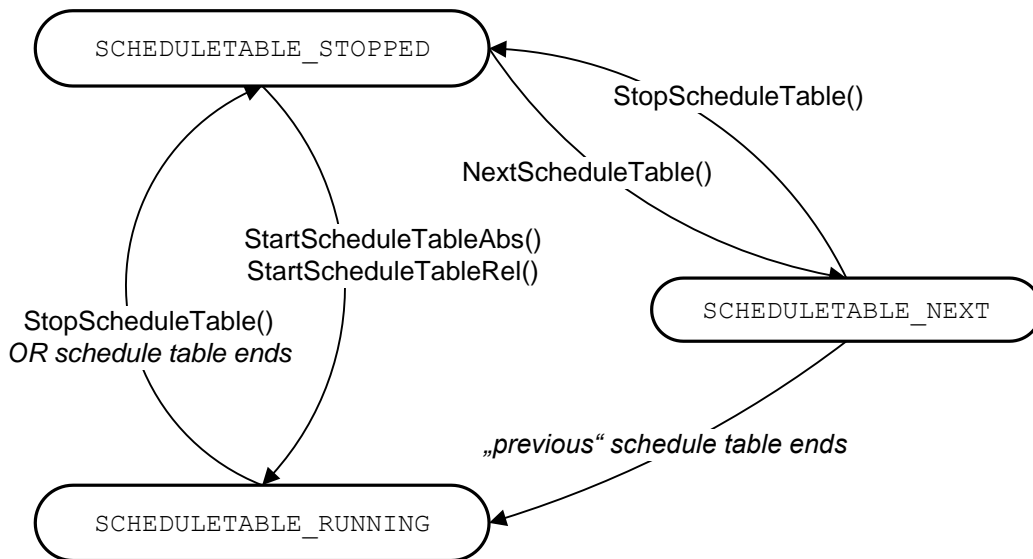 SCHEDULETABLE_STOPPED
StopScheduleTable()
NextScheduleTable()
StartScheduleTableAbs()
StartScheduleTableRel()
SCHEDULETABLE_NEXT
StopScheduleTable()
OR schedule table ends
„previous“ schedule table ends
SCHEDULETABLE_RUNNING